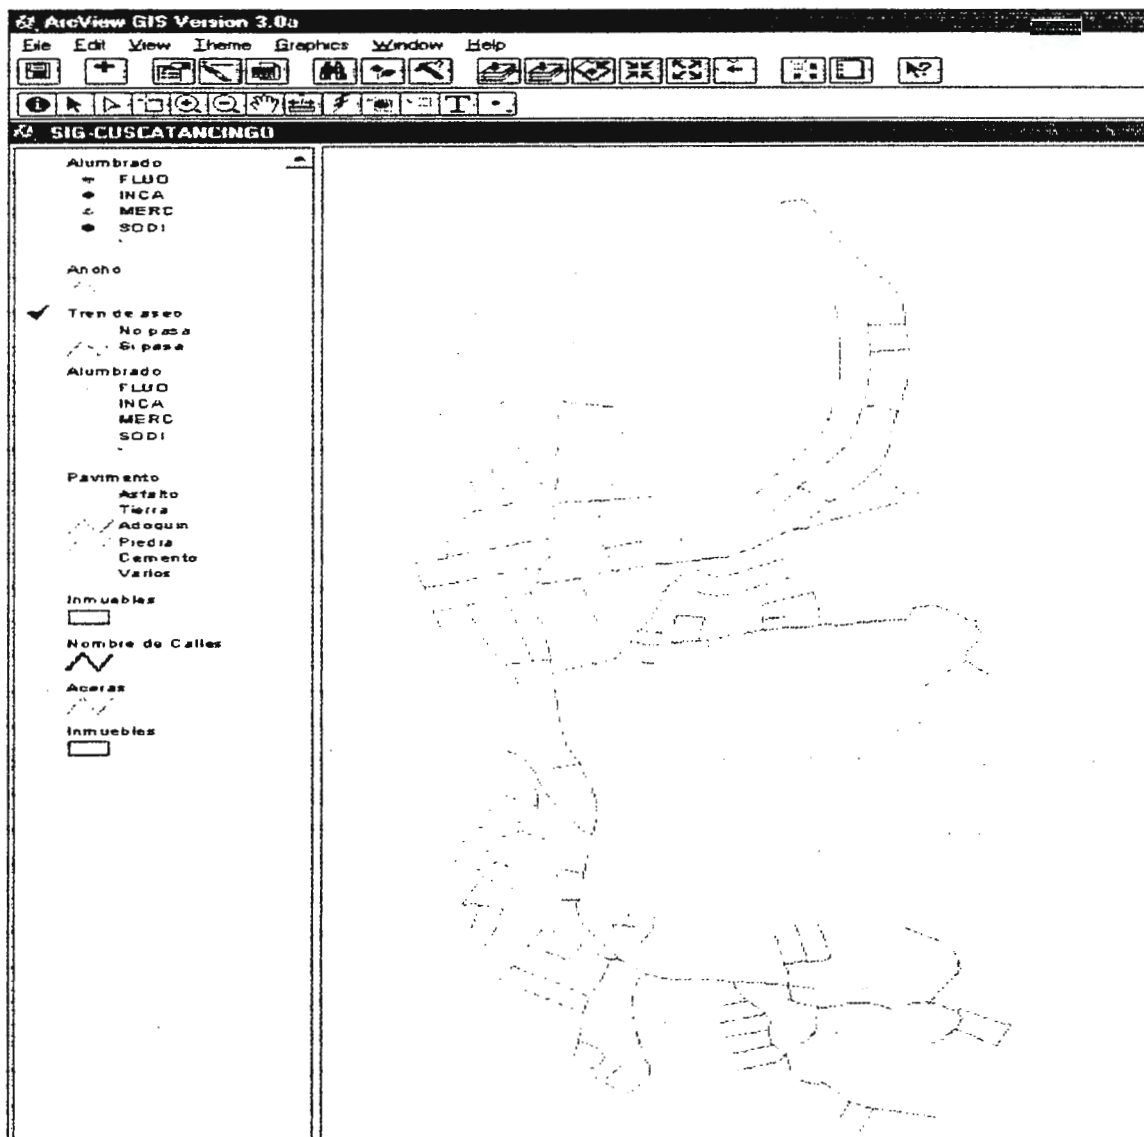 ArcView GIS Version 3.0a
File Edit View Theme Graphics Window Help
SIG-CUSCATANCINGO
Alumbrado
FLUO
INCA
MERC
SODI
Ancho
Tren de aseo
No pasa
Si pasa
Alumbrado
FLUO
INCA
MERC
SODI
Pavimento
Asfalto
Tierra
Adoquin
Piedra
Cemento
Varios
Inmuebles
Nombre de Calles
Aceras
Inmuebles